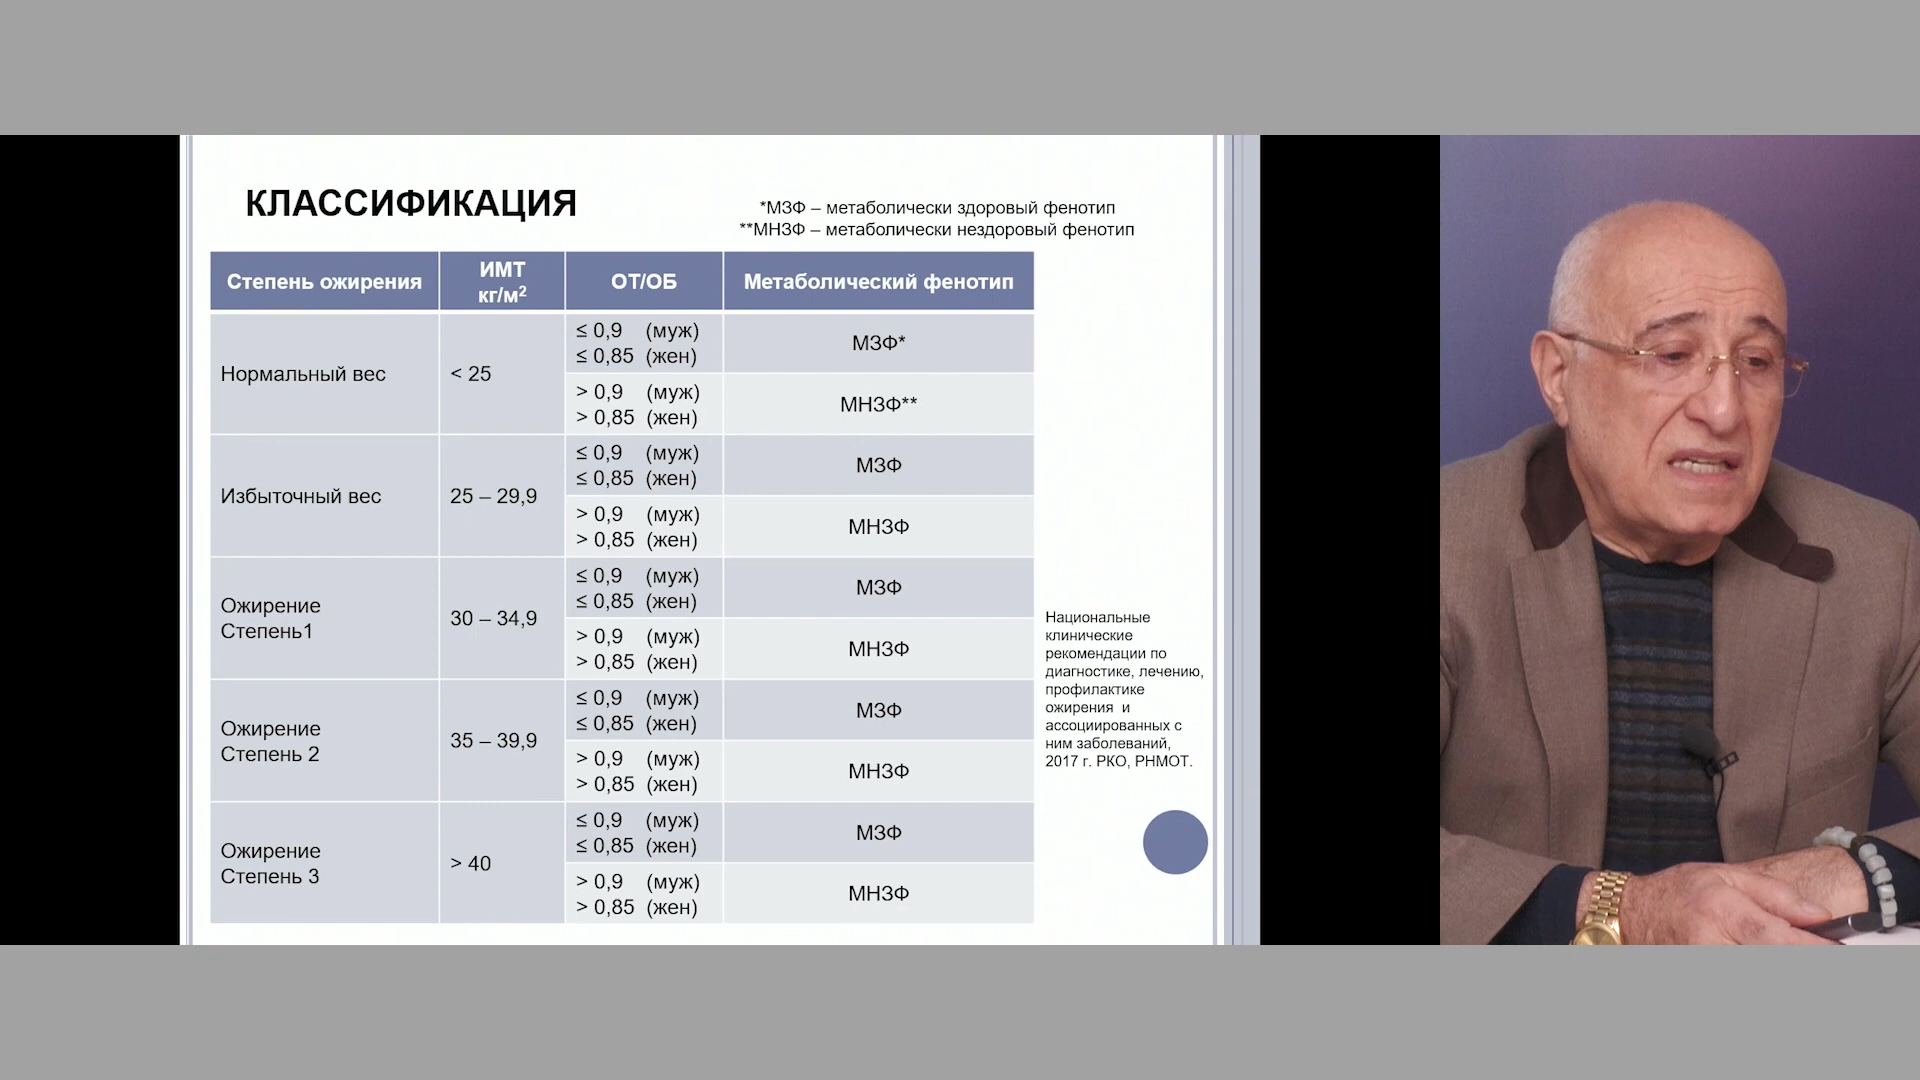 КЛАССИФИКАЦИЯ
*МЗФ – метаболически здоровый фенотип
**МНЗФ – метаболически нездоровый фенотип
Степень ожирения
ИМТ
кг/м²
ОТ/ОБ
Метаболический фенотип
Нормальный вес
< 25
≤ 0,9 (муж)
≤ 0,85 (жен)
МЗФ*
> 0,9 (муж)
> 0,85 (жен)
МНЗФ**
Избыточный вес
25 – 29,9
≤ 0,9 (муж)
≤ 0,85 (жен)
МЗФ
> 0,9 (муж)
> 0,85 (жен)
МНЗФ
Ожирение
Степень1
30 – 34,9
≤ 0,9 (муж)
≤ 0,85 (жен)
МЗФ
> 0,9 (муж)
> 0,85 (жен)
МНЗФ
Ожирение
Степень 2
35 – 39,9
≤ 0,9 (муж)
≤ 0,85 (жен)
МЗФ
> 0,9 (муж)
> 0,85 (жен)
МНЗФ
Ожирение
Степень 3
> 40
≤ 0,9 (муж)
≤ 0,85 (жен)
МЗФ
> 0,9 (муж)
> 0,85 (жен)
МНЗФ
Национальные
клинические
рекомендации по
диагностике, лечению,
профилактике
ожирения и
ассоциированных с
ним заболеваний,
2017 г. РКО, РНМОТ.